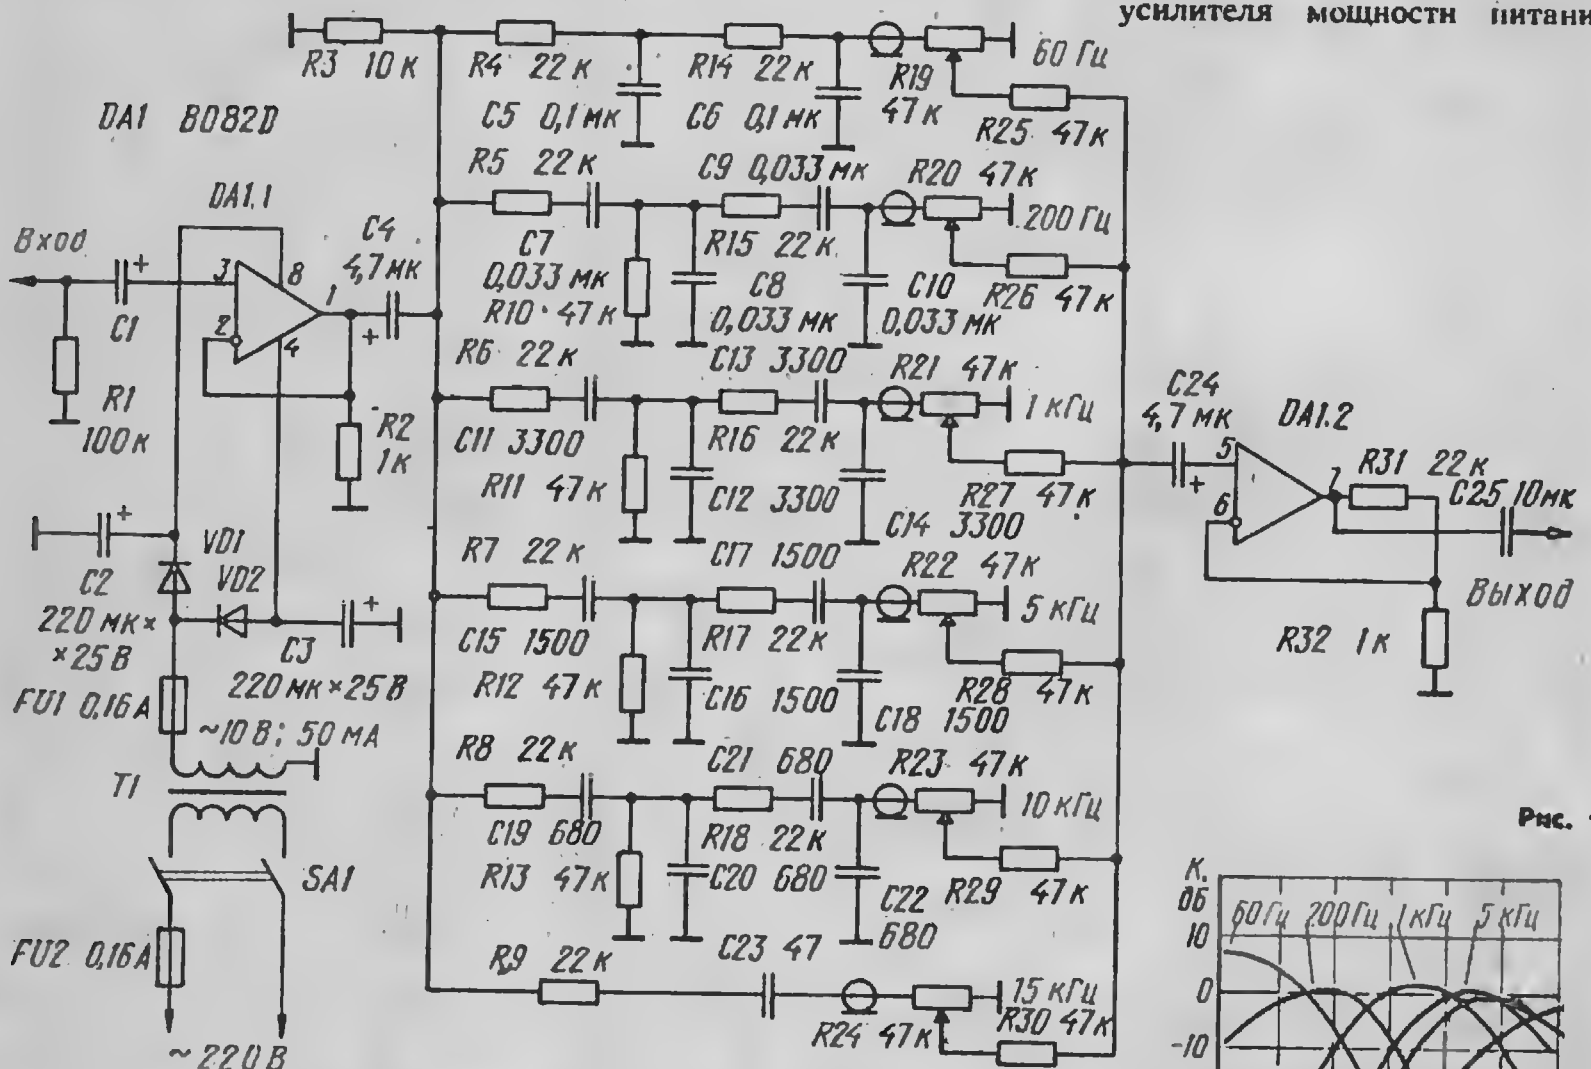 усилителя мощности питани
R3 10 к
R4 22 к
R14 22 к
R19 47 к
60 Гц
DA1 B082D
C5 0,1 мк
C6 0,1 мк
R25 47 к
R5 22 к
C9 0,033 мк
R20 47 к
200 Гц
DA1.1
Вход
C1
+
3
8
1
2
4
C4
4,7 мк
+
C7
0,033 мк
R10 47 к
R15 22 к
C8
0,033 мк
C10
0,033 мк
R26 47 к
R6 22 к
C13 3300
R21 47 к
1 кГц
R1
100 к
R2
1 к
C11 3300
R16 22 к
R11 47 к
C12 3300
R27 47 к
C14 3300
C24
4,7 мк
+
DA1.2
5
6
7
R31 22 к
C25 10 мк
Выход
R32 1 к
+
C2
220 мк×
×25 В
VD1
VD2
C3
+
220 мк×25 В
R7 22 к
C17 1500
R22 47 к
5 кГц
C15 1500
R17 22 к
R12 47 к
C16 1500
R28 47 к
C18 1500
FU1 0,16 А
~10 В; 50 мА
T1
R8 22 к
C21 680
R23 47 к
10 кГц
C19 680
R18 22 к
R13 47 к
C20 680
R29 47 к
C22
680
SA1
FU2 0,16 А
~220 В
R9 22 к
C23 47
15 кГц
R24 47 к
R30 47 к
Рис.
К,
дБ
60 Гц 200 Гц 1 кГц 5 кГц
10
0
-10